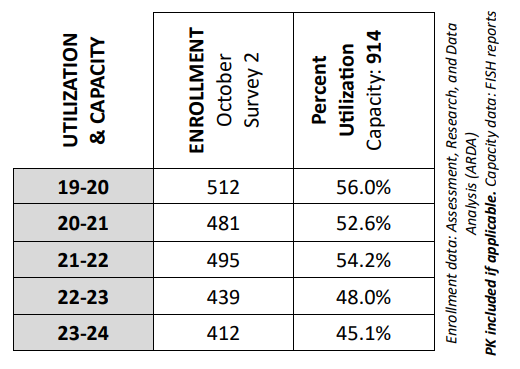 UTILIZATION
& CAPACITY
ENROLLMENT
October
Survey 2
Percent
Utilization
Capacity: 914
19-20 512 56.0%
20-21 481 52.6%
21-22 495 54.2%
22-23 439 48.0%
23-24 412 45.1%
Enrollment data: Assessment, Research, and Data
Analysis (ARDA)
PK included if applicable. Capacity data: FISH reports